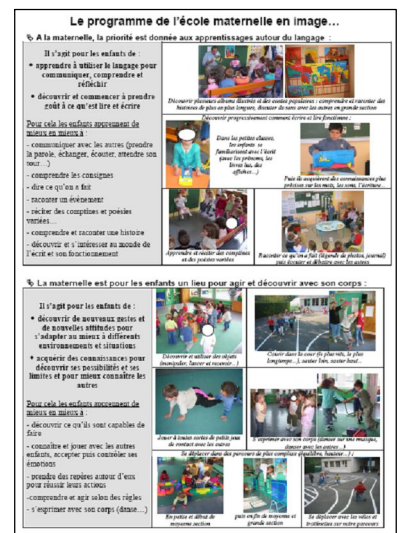 Le programme de l'école maternelle en image…
A la maternelle, la priorité est donnée aux apprentissages autour du langage :
Il s'agit pour les enfants de :
• apprendre à utiliser le langage pour
communiquer, comprendre et
réfléchir
• découvrir et commencer à prendre
goût à ce qu'est lire et écrire
Pour cela les enfants apprennent de
mieux en mieux à :
- communiquer avec les autres (prendre
la parole, échanger, écouter, attendre son
tour…)
- comprendre les consignes
- dire ce qu'on a fait
- raconter un événement
- réciter des comptines et poésies
variées…
- comprendre et raconter une histoire
- découvrir et s'intéresser au monde de
l'écrit et son fonctionnement
Découvrir plusieurs albums illustrés et des contes populaires : comprendre et raconter des
histoires de plus en plus longues, discuter du sens avec les autres en grande section
Découvrir progressivement comment écrire et lire fonctionne :
Dans les petites classes,
les enfants se
familiarisent avec l'écrit
(avec les prénoms, les
livres lus, des
affiches…)
Puis ils acquièrent des connaissances plus
précises sur les mots, les sons, l'écriture…
Apprendre et réciter des comptines
et des poésies variées
Raconter ce qu'on a fait (légendes de photos, journal)
puis écouter et débattre avec les autres
La maternelle est pour les enfants un lieu pour agir et découvrir avec son corps :
Il s'agit pour les enfants de :
• découvrir de nouveaux gestes et
de nouvelles attitudes pour
s'adapter au mieux à différents
environnements et situations
• acquérir des connaissances pour
découvrir ses possibilités et ses
limites et pour mieux connaître les
autres
Pour cela les enfants apprennent de
mieux en mieux à :
- découvrir ce qu'ils sont capables de
faire
- connaître et jouer avec les autres
enfants, accepter puis contrôler ses
émotions
- prendre des repères autour d'eux
pour réussir leurs actions
-comprendre et agir selon des règles
- s'exprimer avec son corps (danse…)
Découvrir et utiliser des objets
(manipuler, lancer et recevoir…)
Courir dans la cour (le plus vite, le plus
longtemps…), sauter loin, sauter haut…
Jouer à toutes sortes de petits jeux
de contact avec les autres
S'exprimer avec son corps (danser sur une musique,
danser avec les autres…)
Se déplacer dans des parcours de plus complexes (équilibre, hauteur…) :
En petite et début de
moyenne section
puis enfin de moyenne et
grande section
Se déplacer avec les vélos et
trottinettes sur notre parcours